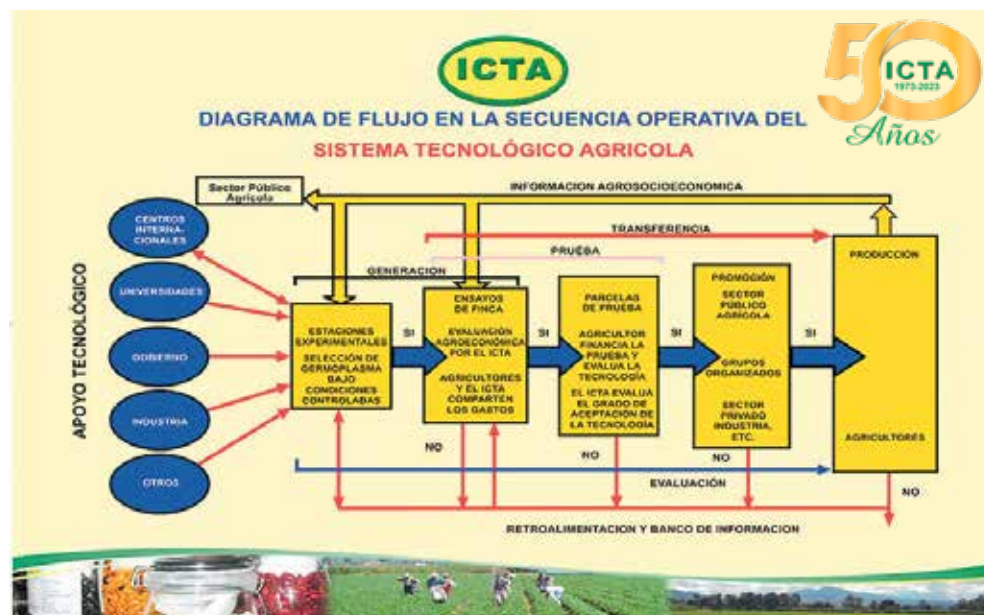 ICTA
50
ICTA
1973-2023
Años
DIAGRAMA DE FLUJO EN LA SECUENCIA OPERATIVA DEL
SISTEMA TECNOLÓGICO AGRICOLA
Sector Público
Agrícola
INFORMACION AGROSOCIOECONOMICA
TRANSFERENCIA
PRUEBA
GENERACION
APOYO TECNOLÓGICO
CENTROS
INTERNA-
CIONALES
UNIVERSIDADES
GOBIERNO
INDUSTRIA
OTROS
ESTACIONES
EXPERIMENTALES
SELECCIÓN DE
GERMOPLASMA
BAJO
CONDICIONES
CONTROLABAS
SI
ENSAYOS
DE FINCA
EVALUACIÓN
AGROECONÓMICA
POR EL ICTA
AGRICULTORES
Y EL ICTA
COMPARTEN
LOS GASTOS
SI
PARCELAS
DE PRUEBA
AGRICULTOR
FINANCIA LA
PRUEBA Y
EVALUA LA
TECNOLOGÍA
EL ICTA EVALUA
EL GRADO DE
ACEPTACIÓN DE
LA TECNOLOGÍA
SI
PROMOCIÓN
SECTOR
PÚBLICO
AGRÍCOLA
GRUPOS
ORGANIZADOS
SECTOR
PRIVADO
INDUSTRIA,
ETC.
SI
PRODUCCIÓN
AGRICULTORES
NO
NO
NO
NO
EVALUACIÓN
RETROALIMENTACION Y BANCO DE INFORMACION